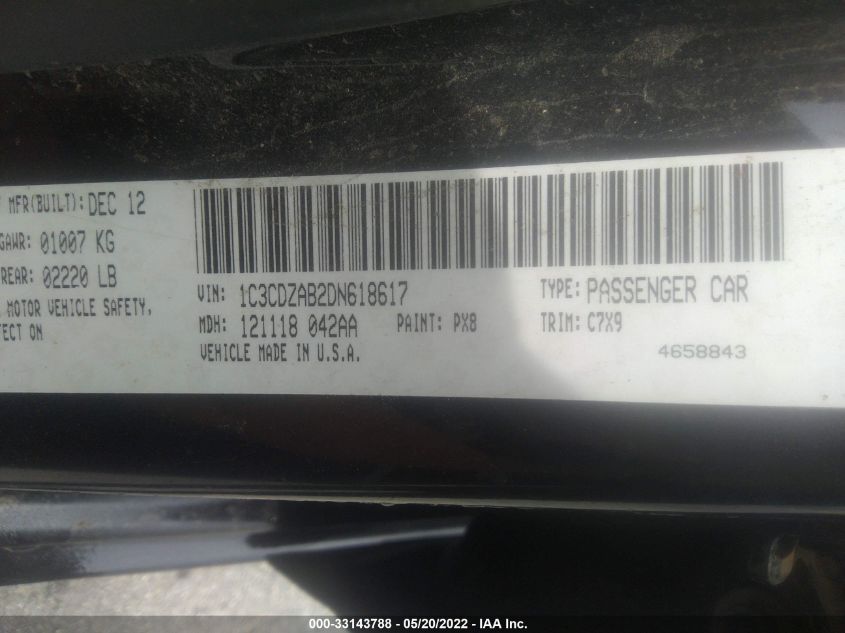 MFR(BUILT): DEC 12
GAWR: 01007 KG
REAR: 02220 LB
MOTOR VEHICLE SAFETY,
ON
VIN: 1C3CDZAB2DN618617
TYPE: PASSENGER CAR
MDH: 121118 042AA
PAINT: PX8
TRIM: C7X9
VEHICLE MADE IN U.S.A.
4658843
000-33143788 - 05/20/2022 - IAA Inc.